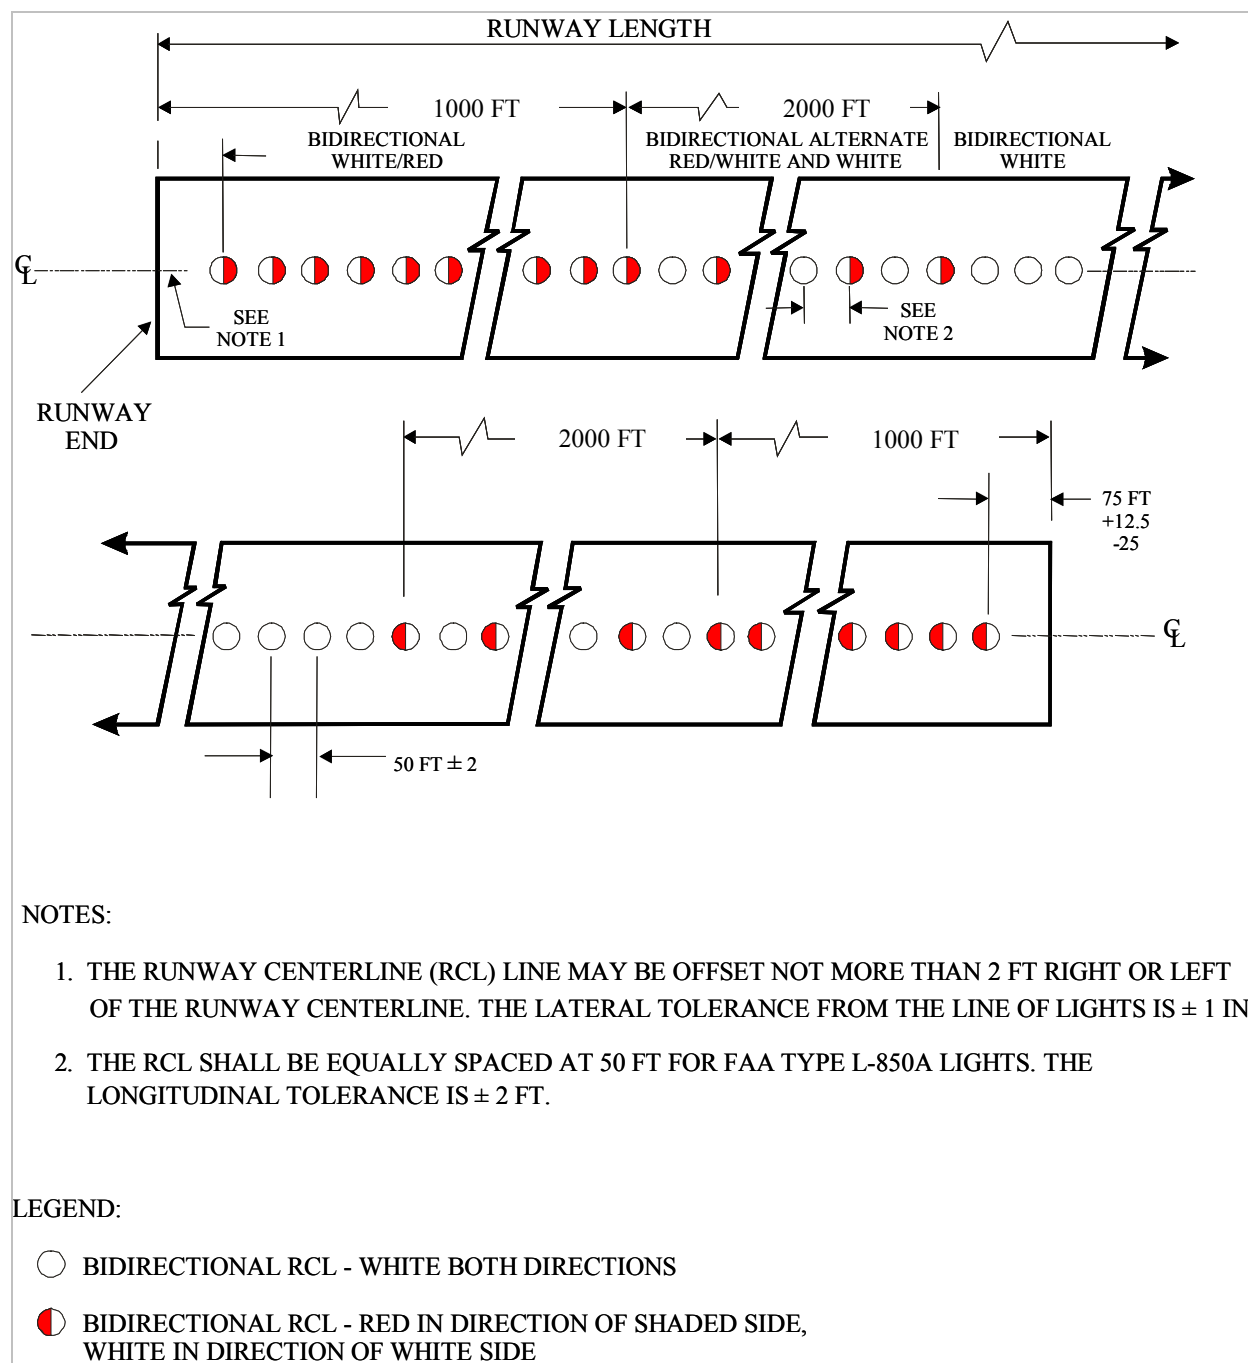 RUNWAY LENGTH
1000 FT
2000 FT
BIDIRECTIONAL
WHITE/RED
BIDIRECTIONAL ALTERNATE
RED/WHITE AND WHITE
BIDIRECTIONAL
WHITE
℄
SEE
NOTE 1
SEE
NOTE 2
RUNWAY
END
2000 FT
1000 FT
75 FT
+12.5
-25
℄
50 FT ± 2
NOTES:
1. THE RUNWAY CENTERLINE (RCL) LINE MAY BE OFFSET NOT MORE THAN 2 FT RIGHT OR LEFT
OF THE RUNWAY CENTERLINE. THE LATERAL TOLERANCE FROM THE LINE OF LIGHTS IS ± 1 IN
2. THE RCL SHALL BE EQUALLY SPACED AT 50 FT FOR FAA TYPE L-850A LIGHTS. THE
LONGITUDINAL TOLERANCE IS ± 2 FT.
LEGEND:
BIDIRECTIONAL RCL - WHITE BOTH DIRECTIONS
BIDIRECTIONAL RCL - RED IN DIRECTION OF SHADED SIDE,
WHITE IN DIRECTION OF WHITE SIDE